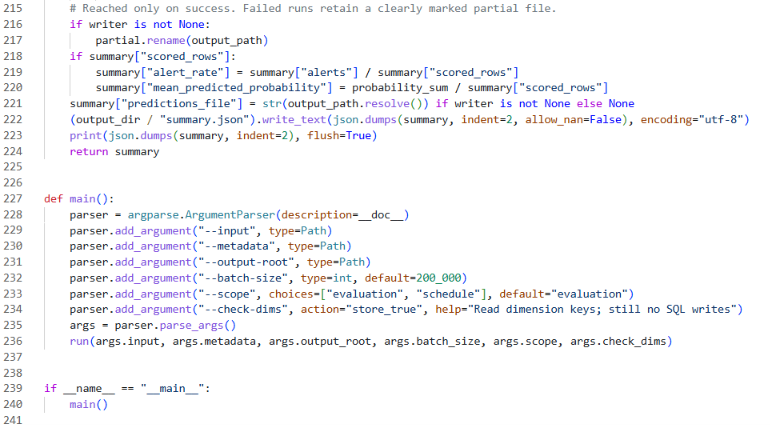 215 # Reached only on success. Failed runs retain a clearly marked partial file.
216 if writer is not None:
217 partial.rename(output_path)
218 if summary["scored_rows"]:
219 summary["alert_rate"] = summary["alerts"] / summary["scored_rows"]
220 summary["mean_predicted_probability"] = probability_sum / summary["scored_rows"]
221 summary["predictions_file"] = str(output_path.resolve()) if writer is not None else None
222 (output_dir / "summary.json").write_text(json.dumps(summary, indent=2, allow_nan=False), encoding="utf-8")
223 print(json.dumps(summary, indent=2), flush=True)
224 return summary
225
226
227 def main():
228 parser = argparse.ArgumentParser(description=__doc__)
229 parser.add_argument("--input", type=Path)
230 parser.add_argument("--metadata", type=Path)
231 parser.add_argument("--output-root", type=Path)
232 parser.add_argument("--batch-size", type=int, default=200_000)
233 parser.add_argument("--scope", choices=["evaluation", "schedule"], default="evaluation")
234 parser.add_argument("--check-dims", action="store_true", help="Read dimension keys; still no SQL writes")
235 args = parser.parse_args()
236 run(args.input, args.metadata, args.output_root, args.batch_size, args.scope, args.check_dims)
237
238
239 if __name__ == "__main__":
240 main()
241